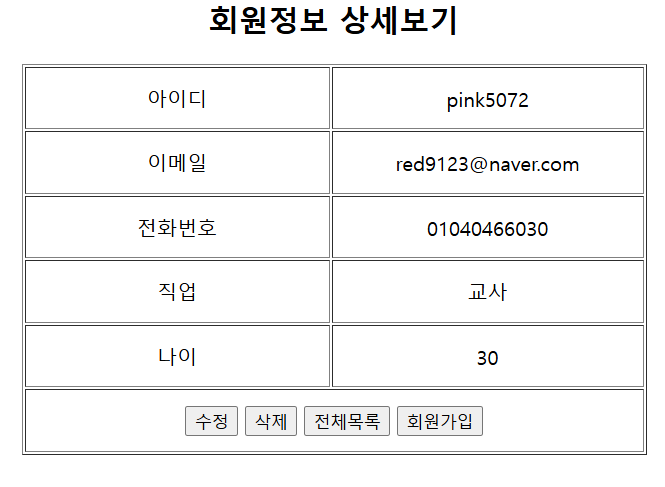 회원정보 상세보기
아이디 pink5072
이메일 red9123@naver.com
전화번호 01040466030
직업 교사
나이 30
수정 삭제 전체목록 회원가입